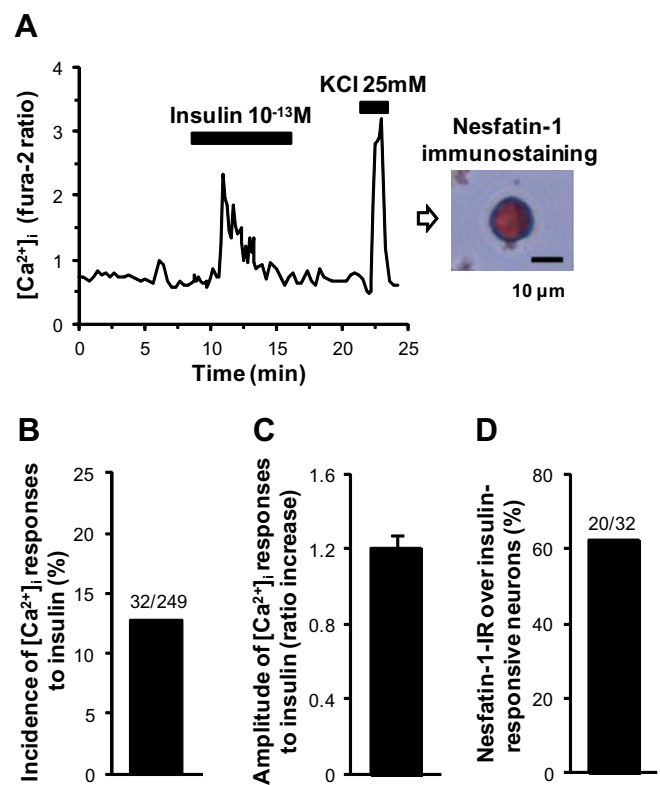 A
[Ca²⁺]ᵢ (fura-2 ratio)
4
3
2
1
0
Insulin 10⁻¹³M
KCl 25mM
Nesfatin-1
immunostaining
10 µm
0 5 10 15 20 25
Time (min)
B
Incidence of [Ca²⁺]ᵢ responses
to insulin (%)
25
20
15
10
5
0
32/249
C
Amplitude of [Ca²⁺]ᵢ responses
to insulin (ratio increase)
1.6
1.2
0.8
0.4
0
D
Nesfatin-1-IR over insulin-
responsive neurons (%)
80
60
40
20
0
20/32